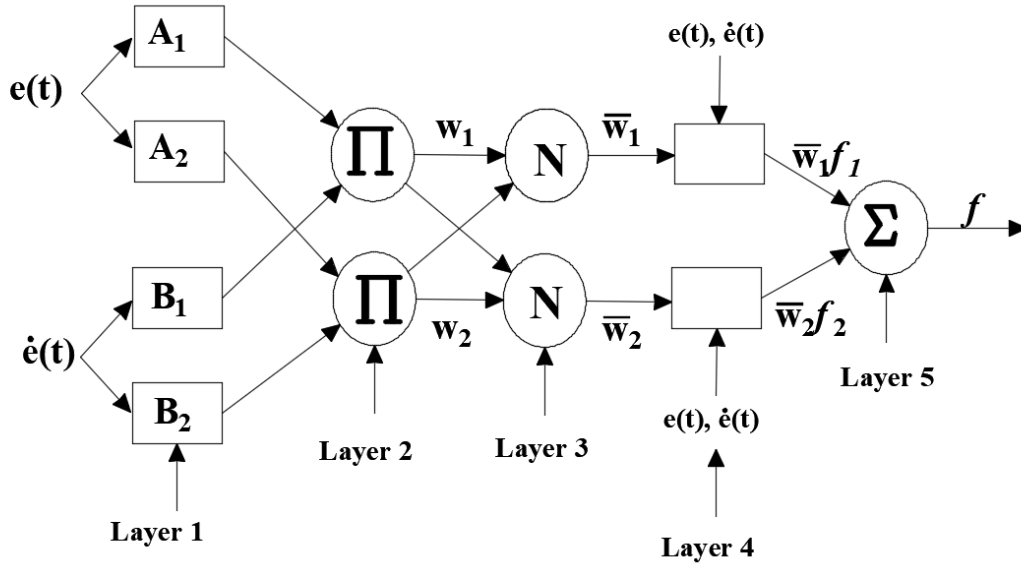 A₁
e(t)
A₂
B₁
ė(t)
B₂
Layer 1
∏
∏
Layer 2
w₁
w₂
N
N
Layer 3
w̅₁
w̅₂
e(t), ė(t)
e(t), ė(t)
Layer 4
w̅₁f₁
w̅₂f₂
Σ
Layer 5
f